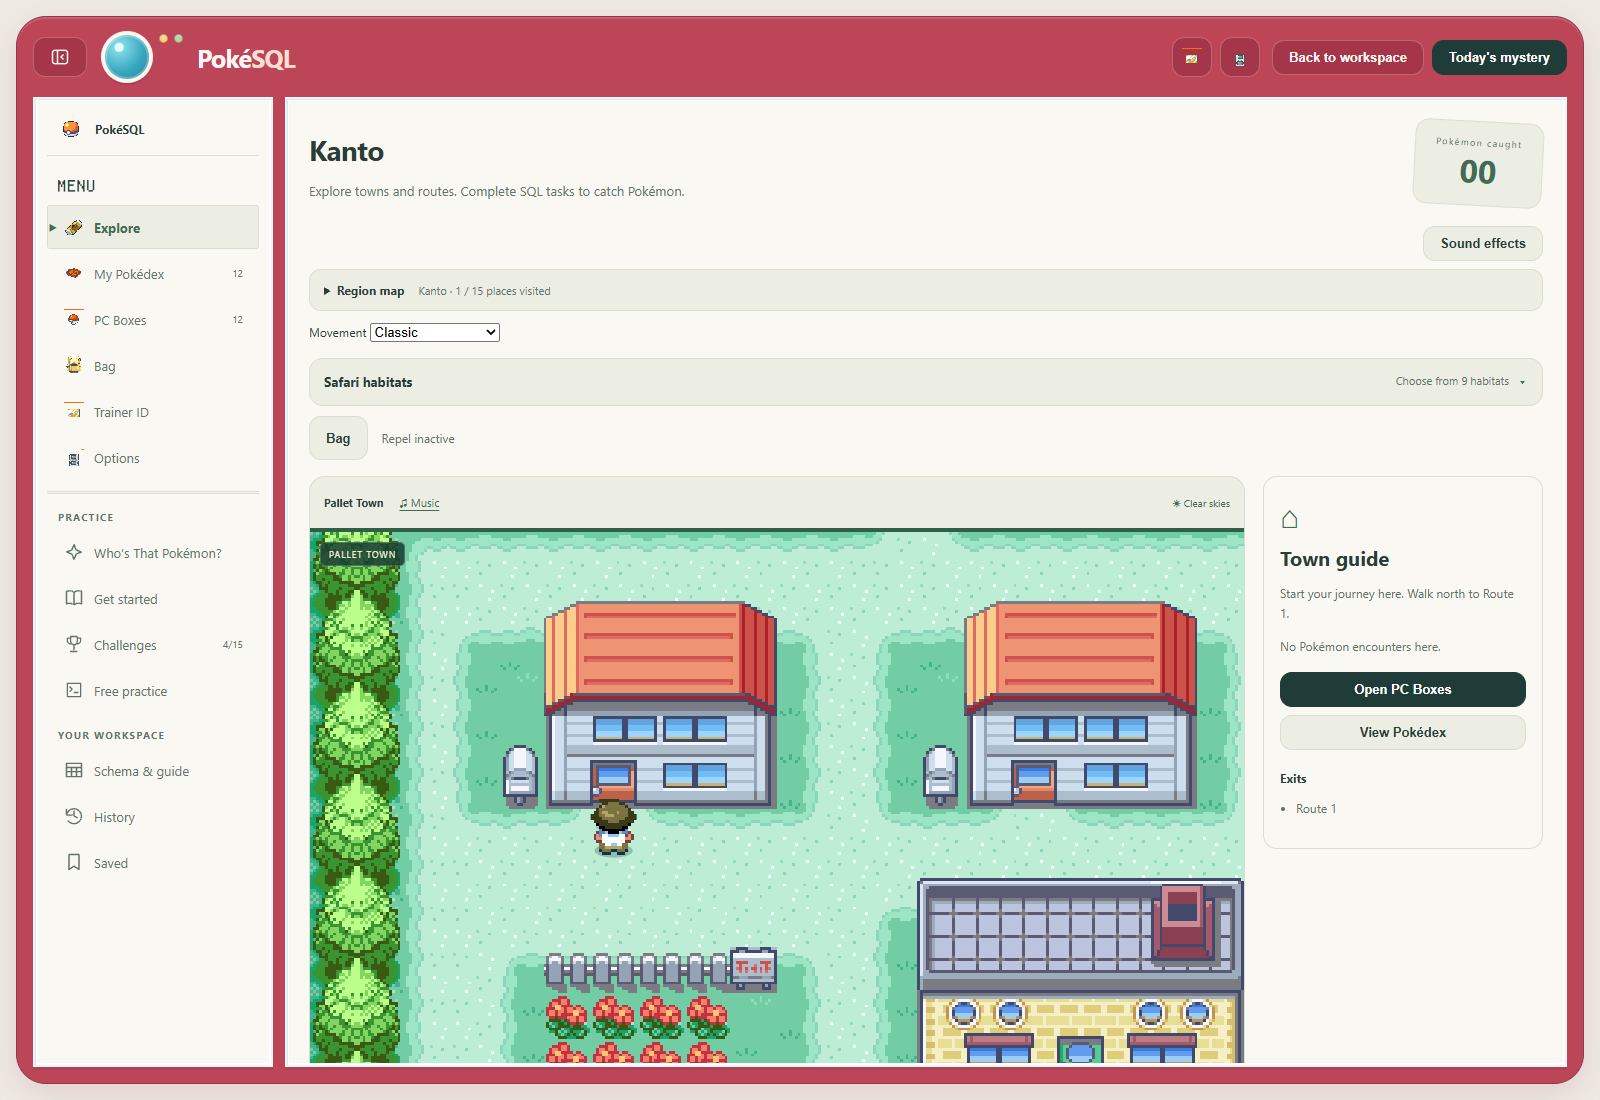 PokéSQL
Back to workspace
Today's mystery
PokéSQL
MENU
Explore
My Pokédex 12
PC Boxes 12
Bag
Trainer ID
Options
PRACTICE
Who's That Pokémon?
Get started
Challenges 4/15
Free practice
YOUR WORKSPACE
Schema & guide
History
Saved
Kanto
Explore towns and routes. Complete SQL tasks to catch Pokémon.
Pokémon caught
00
Sound effects
Region map Kanto · 1 / 15 places visited
Movement Classic
Safari habitats Choose from 9 habitats
Bag Repel inactive
Pallet Town ♫ Music ☀ Clear skies
PALLET TOWN
Town guide
Start your journey here. Walk north to Route
1.
No Pokémon encounters here.
Open PC Boxes
View Pokédex
Exits
• Route 1